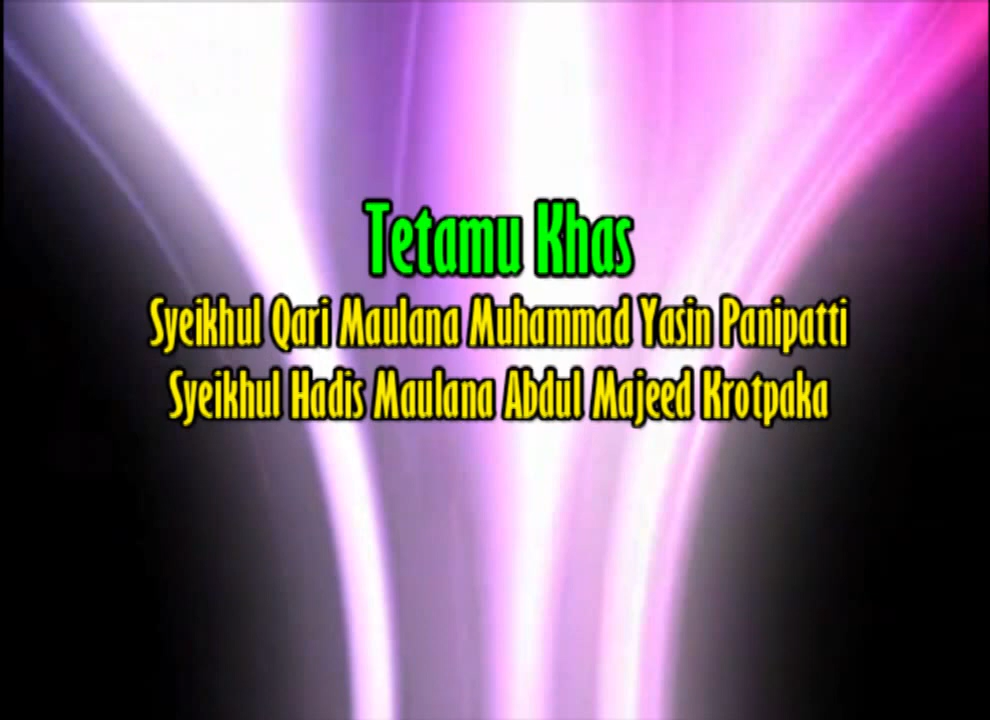 Tetamu Khas
Syeikhul Qari Maulana Muhammad Yasin Panipatti
Syeikhul Hadis Maulana Abdul Majeed Krotpaka